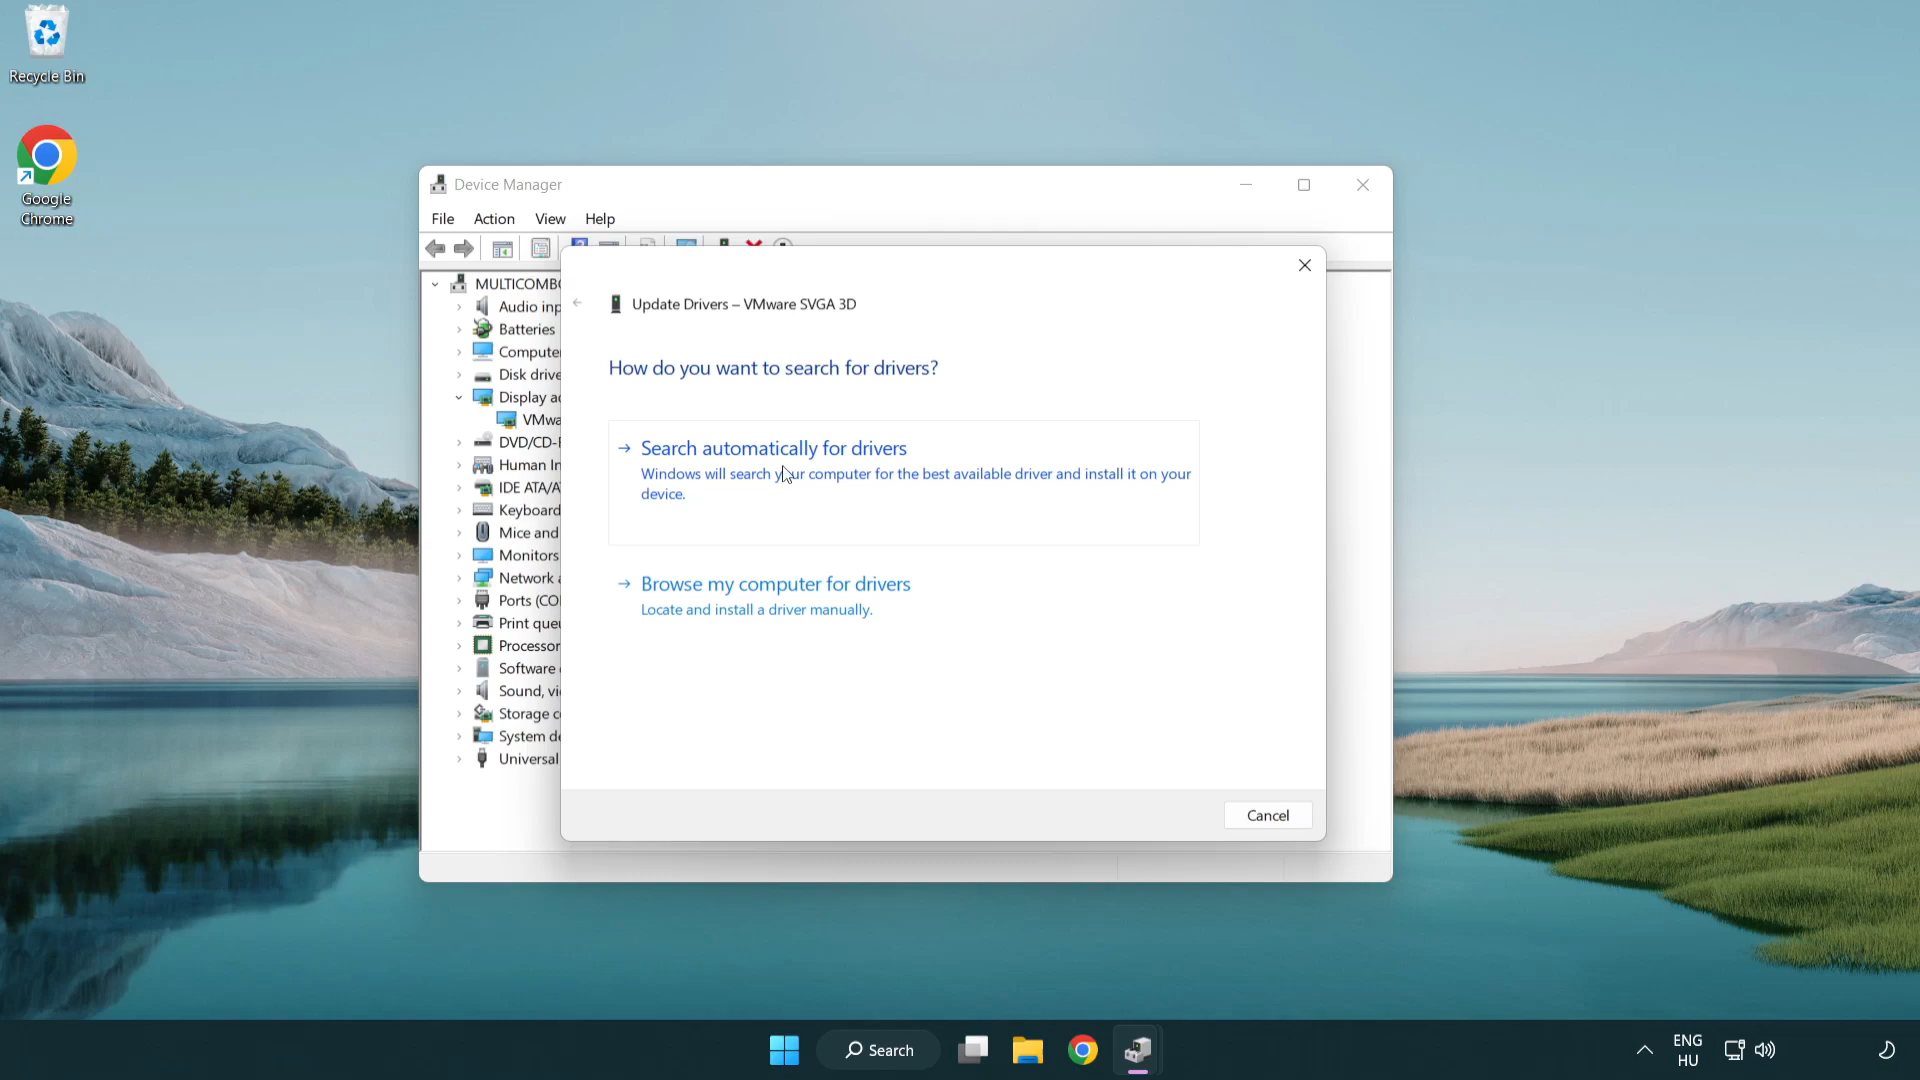 Recycle Bin
Google
Chrome
Device Manager
File Action View Help
MULTICOMB
Audio inp
Batteries
Compute
Disk drive
Display a
VMwa
DVD/CD-
Human In
IDE ATA/A
Keyboard
Mice and
Monitors
Network
Ports (CO
Print que
Processor
Software
Sound, vi
Storage c
System de
Universal
Update Drivers – VMware SVGA 3D
How do you want to search for drivers?
Search automatically for drivers
Windows will search your computer for the best available driver and install it on your
device.
Browse my computer for drivers
Locate and install a driver manually.
Cancel
Search
ENG
HU